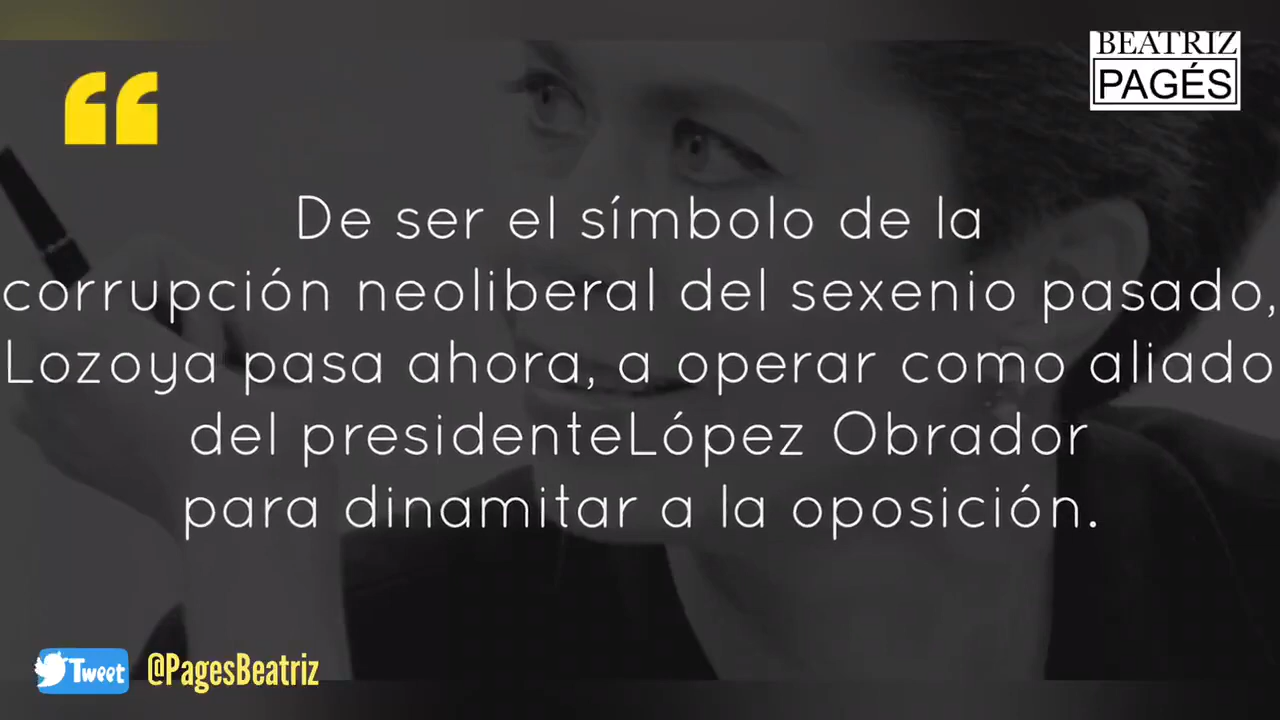 BEATRIZ
PAGÉS
“
De ser el símbolo de la
corrupción neoliberal del sexenio pasado,
Lozoya pasa ahora, a operar como aliado
del presidenteLópez Obrador
para dinamitar a la oposición.
Tweet @PagesBeatriz